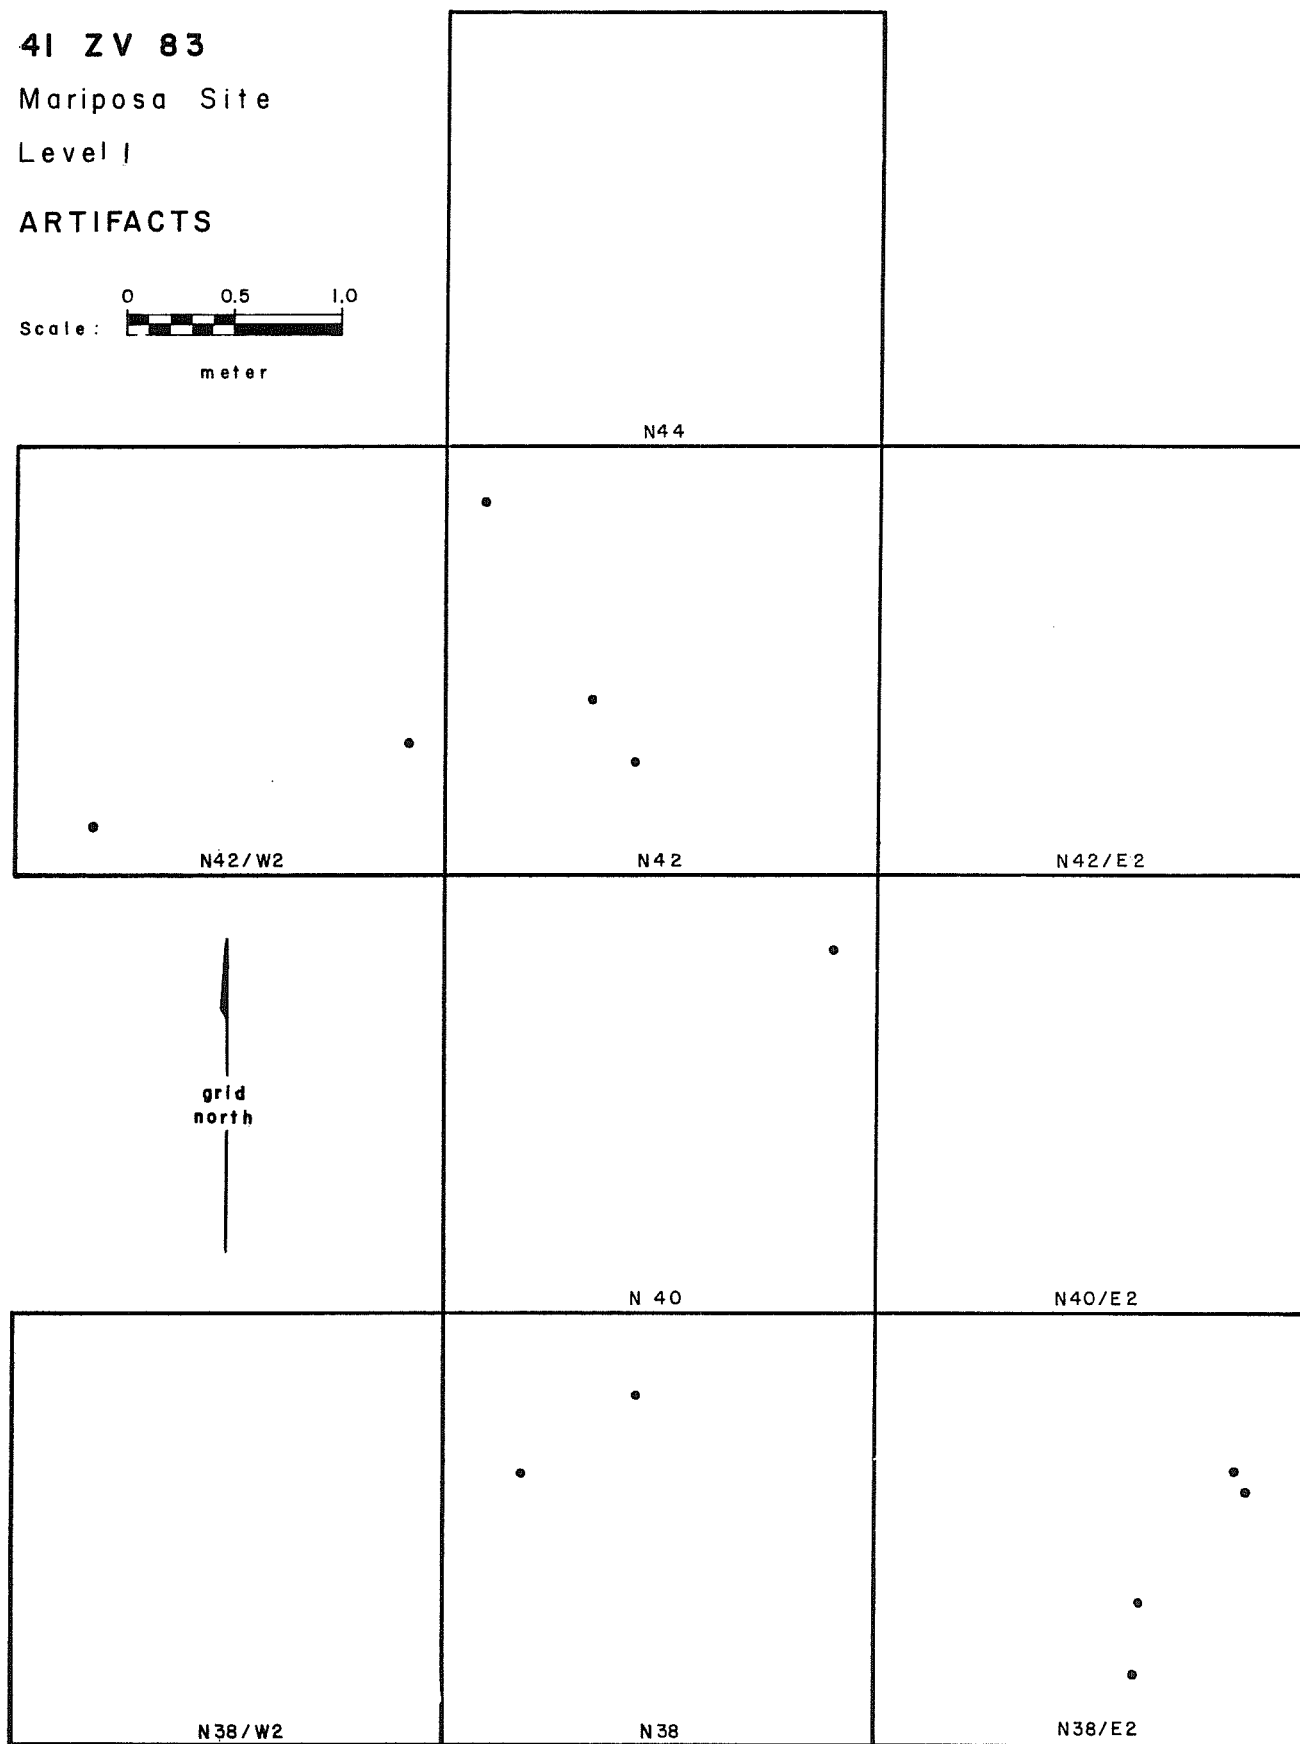 41 ZV 83
Mariposa Site
Level 1
ARTIFACTS
0 0.5 1.0
Scale:
meter
N44
N42/W2 N42 N42/E2
grid
north
N 40 N40/E2
N38/W2 N38 N38/E2